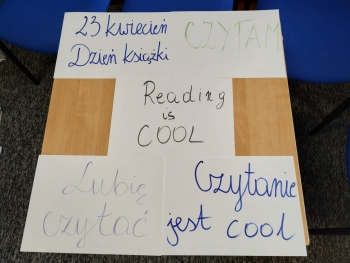 23 kwiecień
Dzień książki
CZYTAM
Reading
is
COOL
Lubię
czytać
Czytanie
jest cool